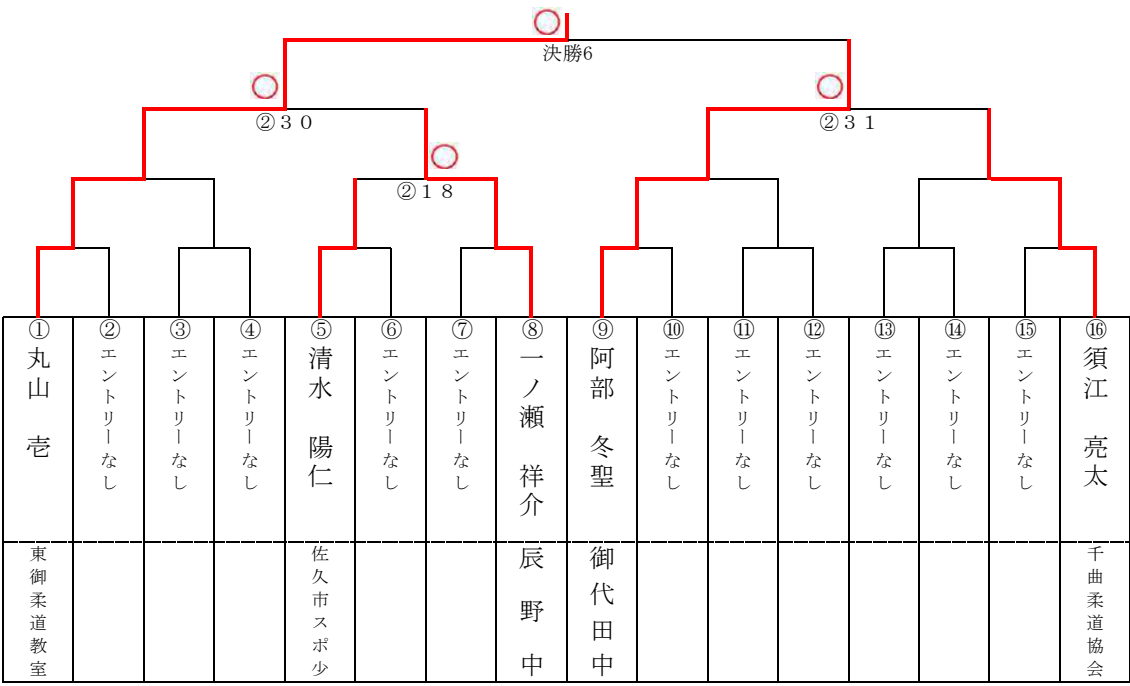 決勝6
②３０
②３１
②１８
①
丸山　壱
東御柔道教室
②
エントリーなし
③
エントリーなし
④
エントリーなし
⑤
清水　陽仁
佐久市スポ少
⑥
エントリーなし
⑦
エントリーなし
⑧
一ノ瀬　祥介
辰野中
⑨
阿部　冬聖
御代田中
⑩
エントリーなし
⑪
エントリーなし
⑫
エントリーなし
⑬
エントリーなし
⑭
エントリーなし
⑮
エントリーなし
⑯
須江　亮太
千曲柔道協会